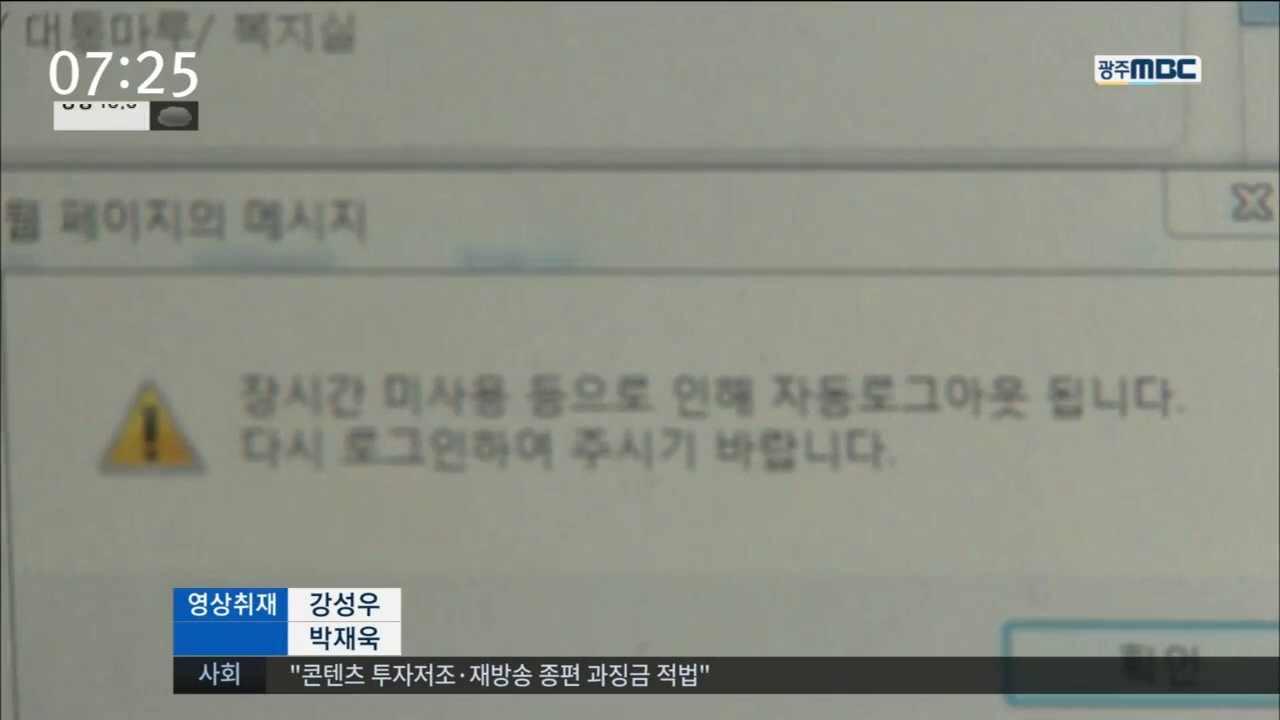 / 대통마루/ 복지실
07:25
광주MBC
웹 페이지의 메시지
장시간 미사용 등으로 인해 자동로그아웃 됩니다.
다시 로그인하여 주시기 바랍니다.
확인
영상취재 강성우
박재욱
사회 "콘텐츠 투자저조·재방송 종편 과징금 적법"